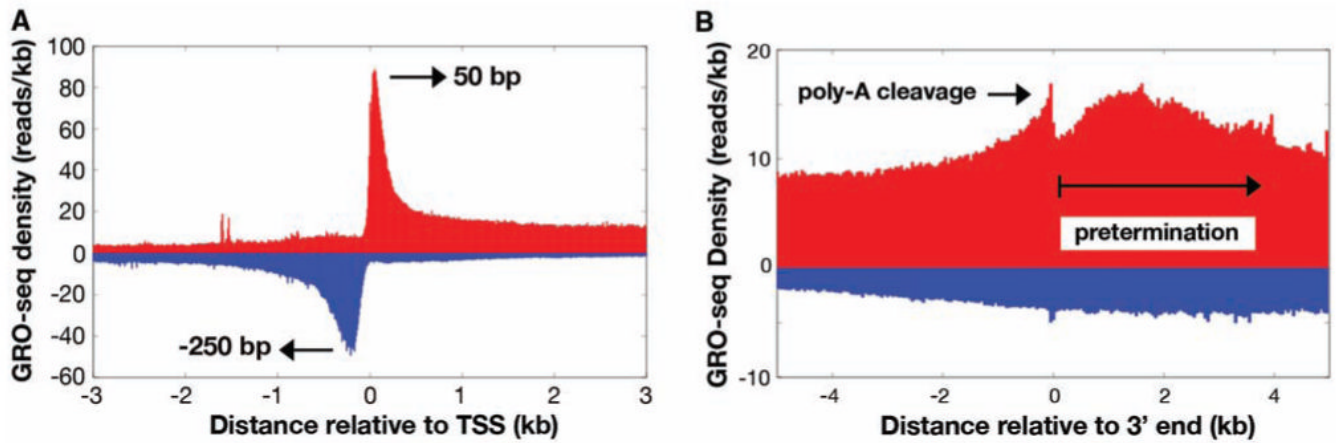 A
GRO-seq density (reads/kb)
100
80
60
40
20
0
-20
-40
-60
50 bp
-250 bp
-3
-2
-1
0
1
2
3
Distance relative to TSS (kb)
B
GRO-seq Density (reads/kb)
20
10
0
-10
poly-A cleavage
pretermination
-4
-2
0
2
4
Distance relative to 3' end (kb)